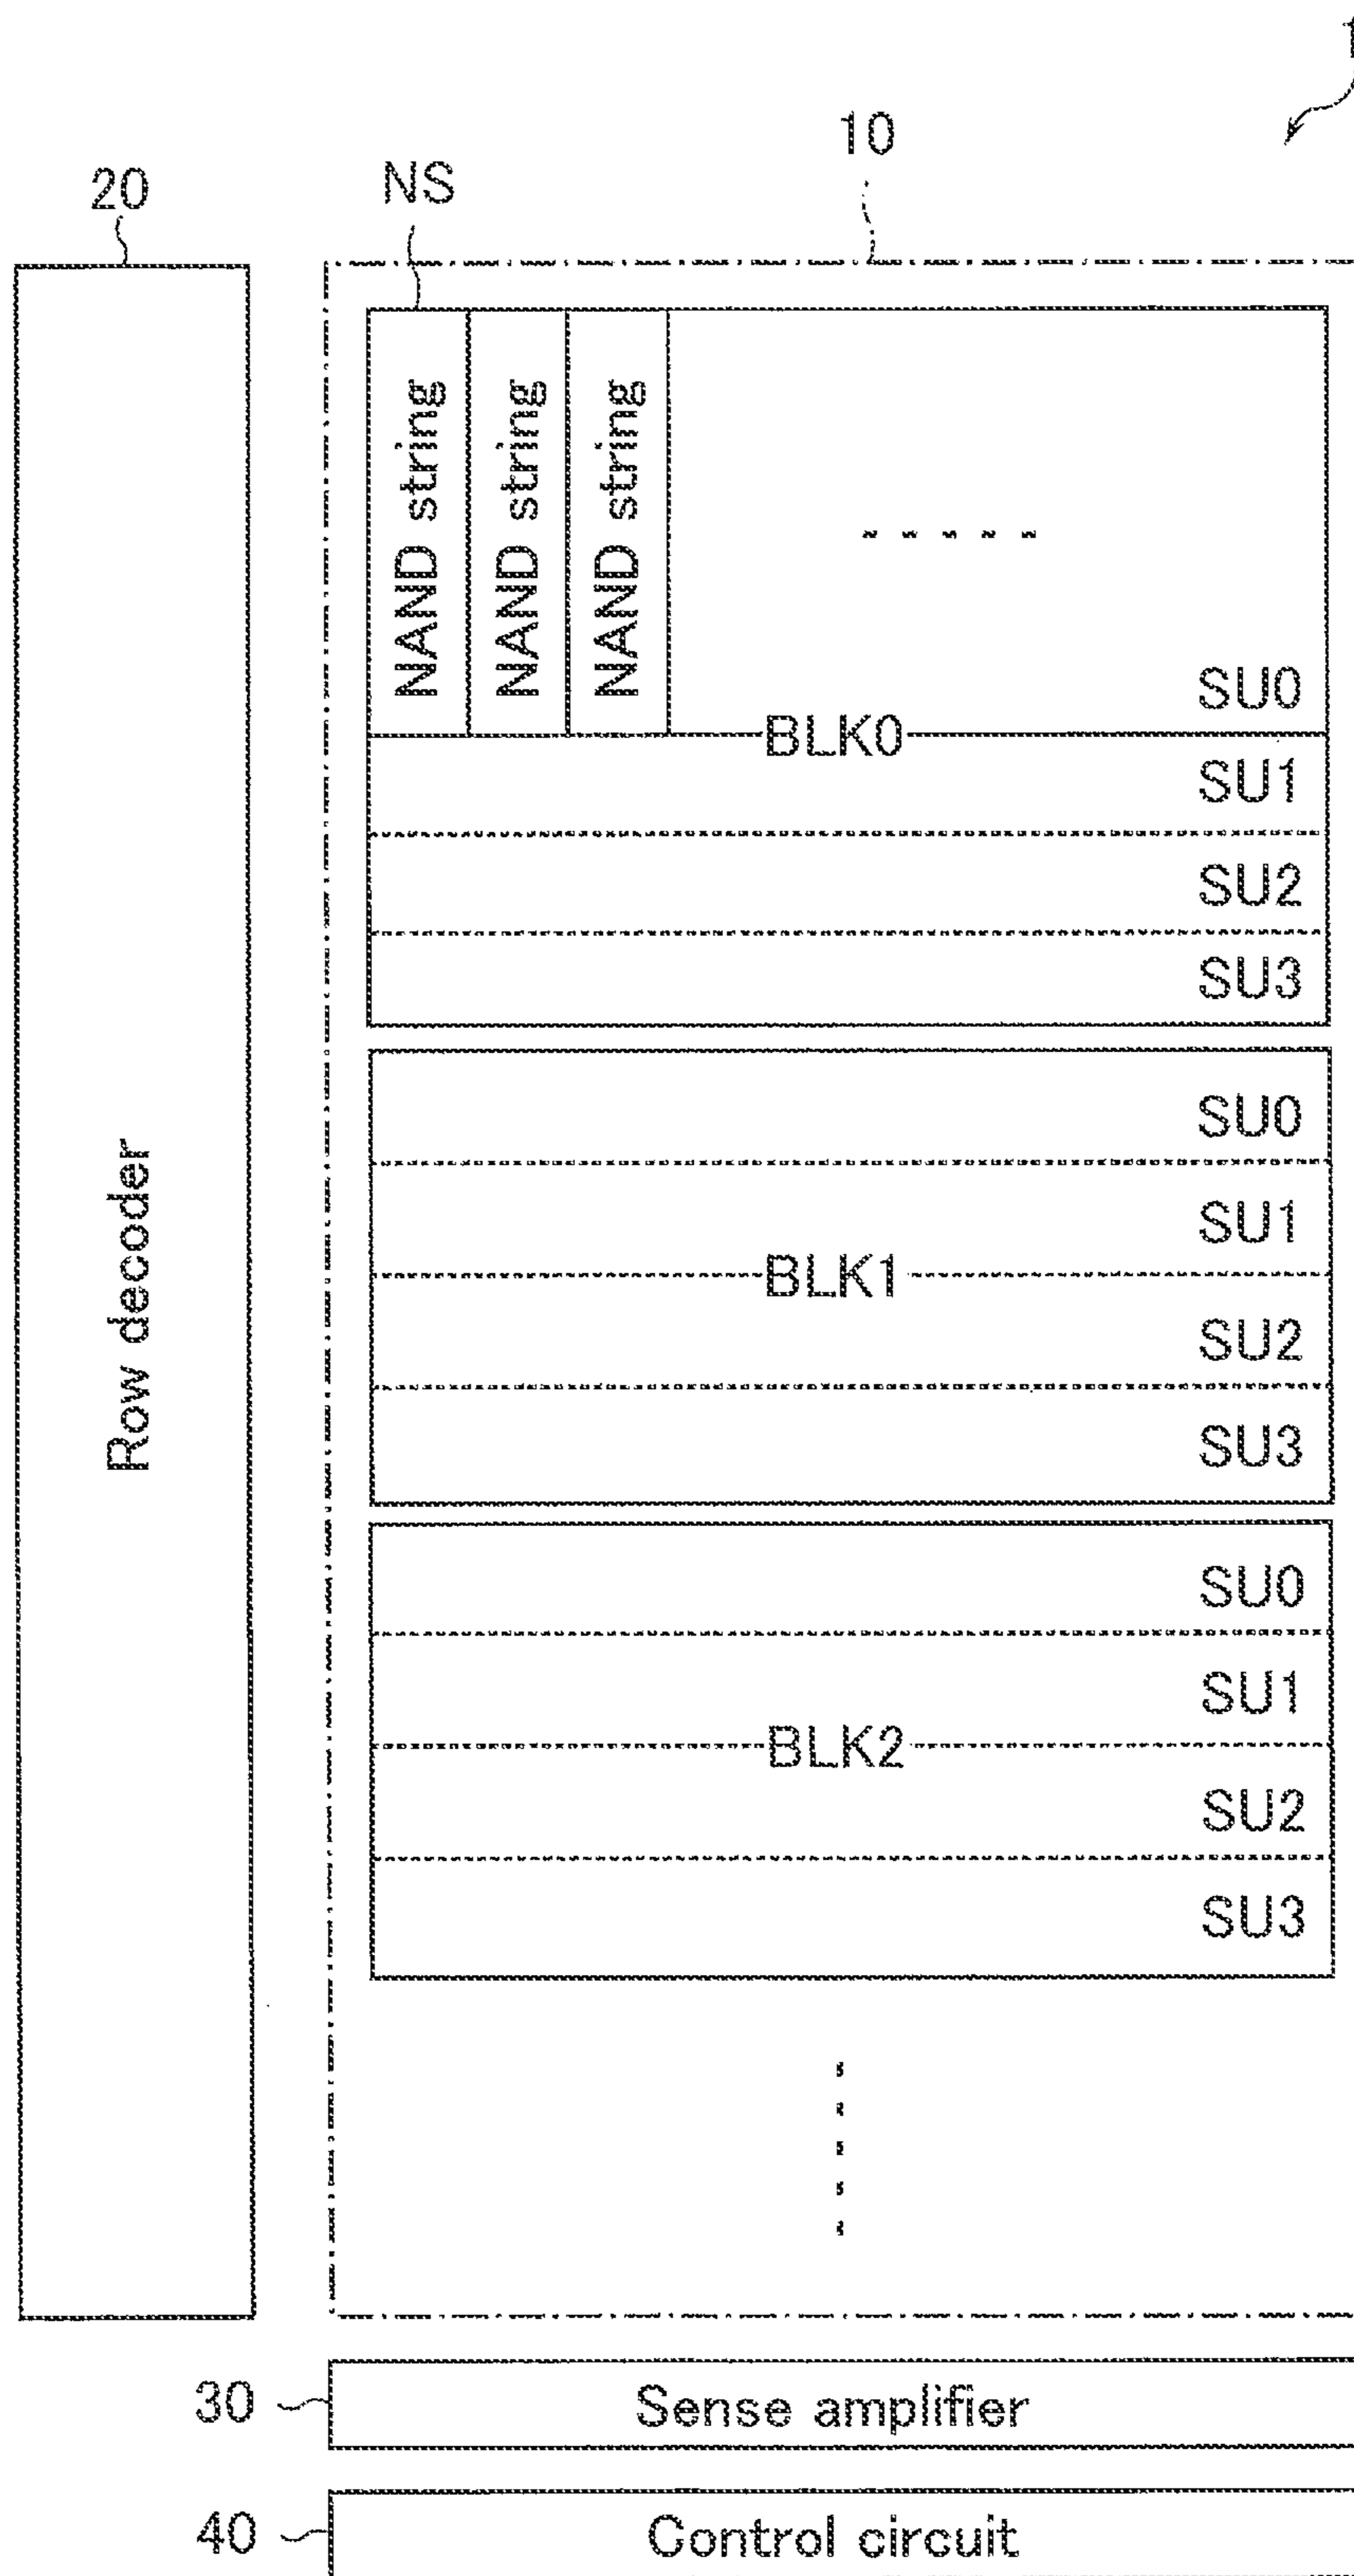 1
10
20
NS
NAND string
NAND string
NAND string
SU0
BLK0
SU1
SU2
SU3
SU0
SU1
BLK1
SU2
SU3
SU0
SU1
BLK2
SU2
SU3
Row decoder
30
Sense amplifier
40
Control circuit